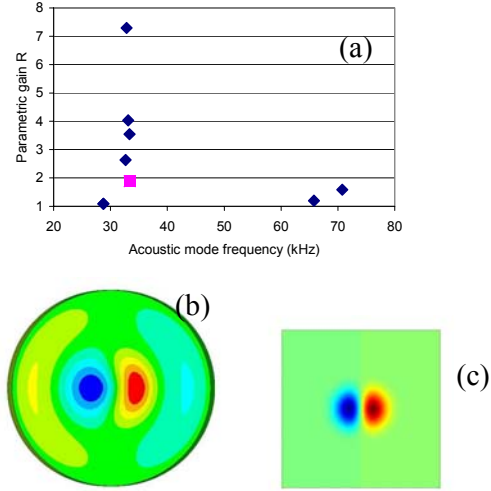 (a)
Parametric gain R
8
7
6
5
4
3
2
1
20 30 40 50 60 70 80
Acoustic mode frequency (kHz)
(b)
(c)